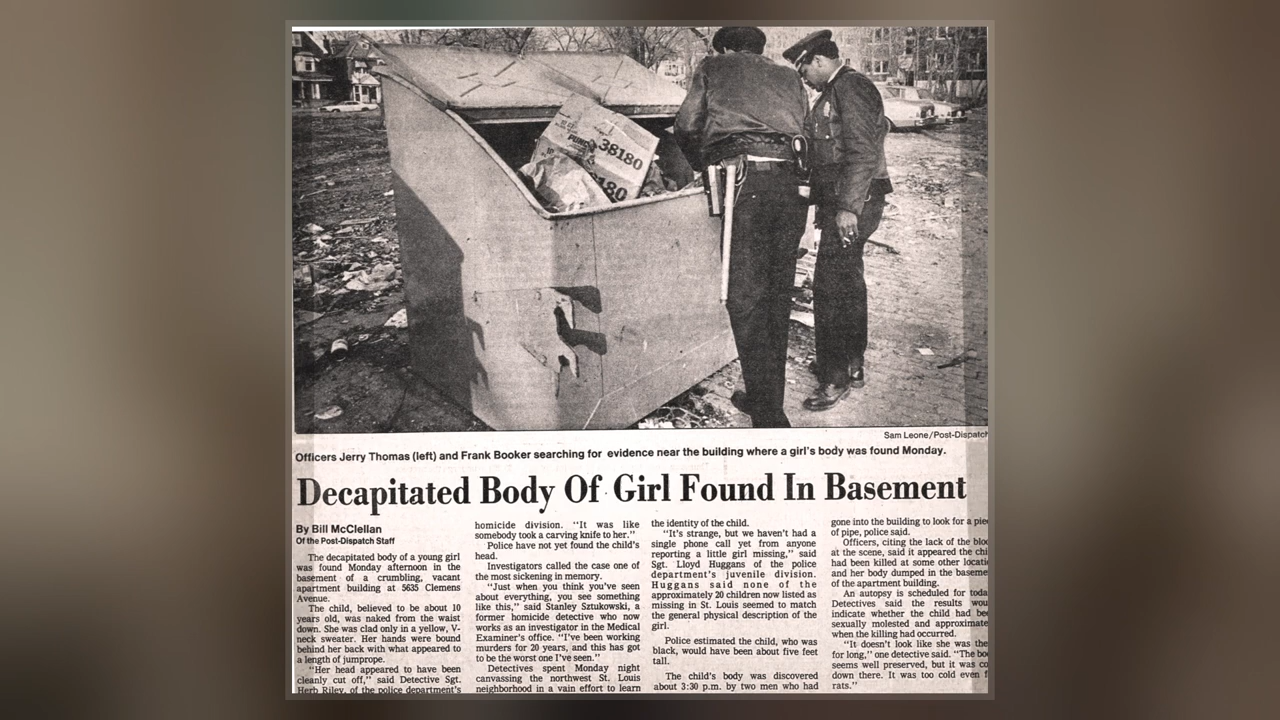 38180
180
Sam Leone/Post-Dispatch
Officers Jerry Thomas (left) and Frank Booker searching for evidence near the building where a girl's body was found Monday.
Decapitated Body Of Girl Found In Basement
By Bill McClellan
Of the Post-Dispatch Staff
The decapitated body of a young girl
was found Monday afternoon in the
basement of a crumbling, vacant
apartment building at 5635 Clemens
Avenue.
The child, believed to be about 10
years old, was naked from the waist
down. She was clad only in a yellow, V-
neck sweater. Her hands were bound
behind her back with what appeared to
a length of jumprope.
"Her head appeared to have been
cleanly cut off," said Detective Sgt.
Herb Riley, of the police department's
homicide division. "It was like
somebody took a carving knife to her."
Police have not yet found the child's
head.
Investigators called the case one of
the most sickening in memory.
"Just when you think you've seen
about everything, you see something
like this," said Stanley Sztukowski, a
former homicide detective who now
works as an investigator in the Medical
Examiner's office. "I've been working
murders for 20 years, and this has got
to be the worst one I've seen."
Detectives spent Monday night
canvassing the northwest St. Louis
neighborhood in a vain effort to learn
the identity of the child.
"It's strange, but we haven't had a
single phone call yet from anyone
reporting a little girl missing," said
Sgt. Lloyd Huggans of the police
department's juvenile division.
Huggans said none of the
approximately 20 children now listed as
missing in St. Louis seemed to match
the general physical description of the
girl.
Police estimated the child, who was
black, would have been about five feet
tall.
The child's body was discovered
about 3:30 p.m. by two men who had
gone into the building to look for a pie
of pipe, police said.
Officers, citing the lack of the bloo
at the scene, said it appeared the chi
had been killed at some other locati
and her body dumped in the baseme
of the apartment building.
An autopsy is scheduled for toda
Detectives said the results wou
indicate whether the child had be
sexually molested and approximate
when the killing had occurred.
"It doesn't look like she was the
for long," one detective said. "The bo
seems well preserved, but it was co
down there. It was too cold even f
rats."